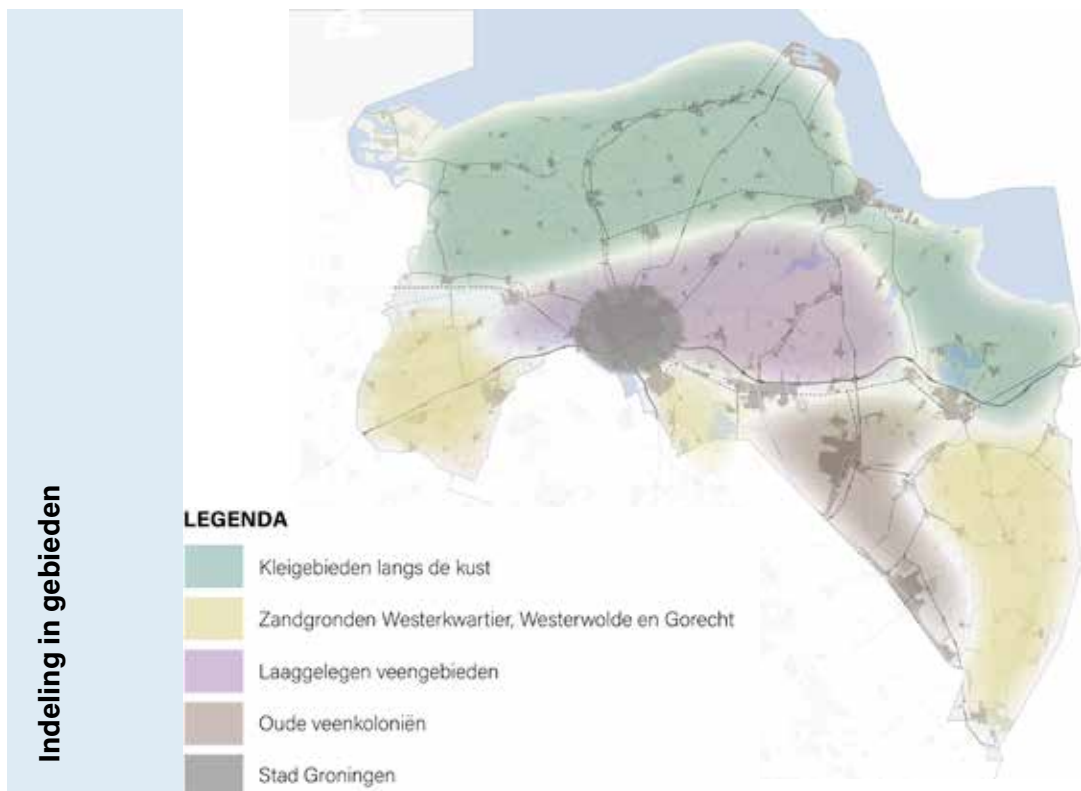 Indeling in gebieden
LEGENDA
Kleigebieden langs de kust
Zandgronden Westerkwartier, Westerwolde en Gorecht
Laaggelegen veengebieden
Oude veenkoloniën
Stad Groningen